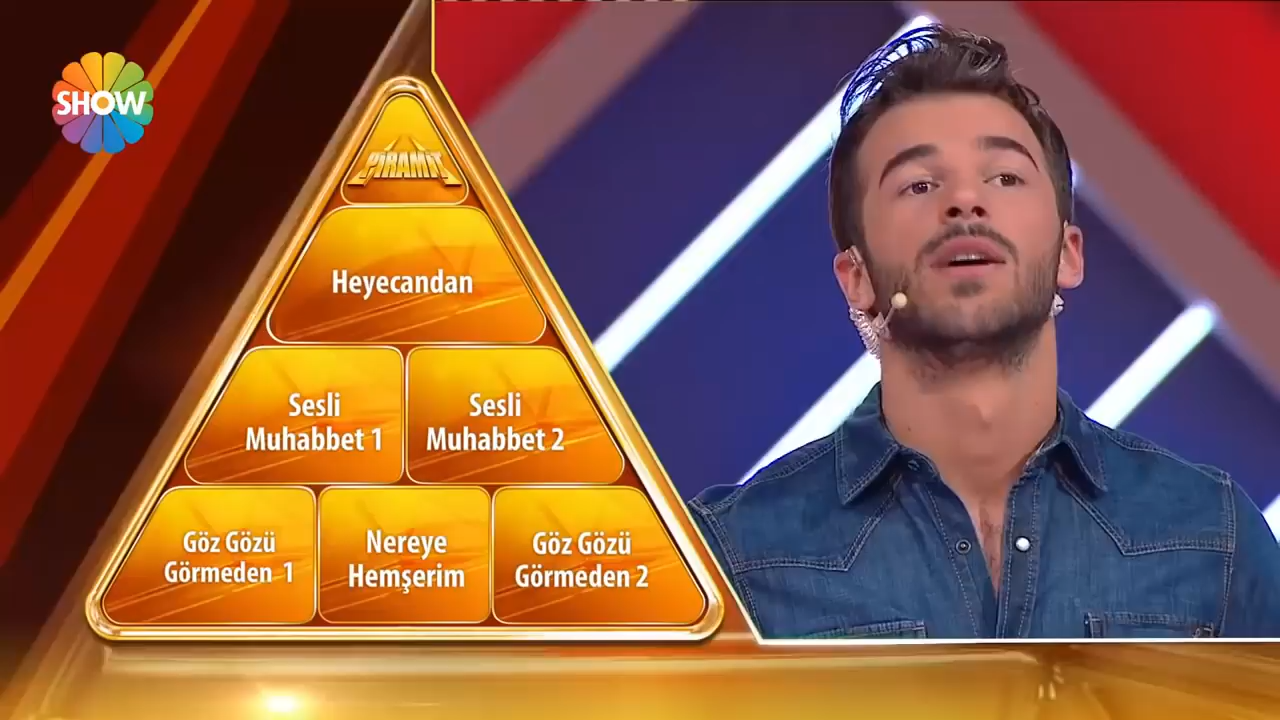 SHOW
PİRAMİT
Heyecandan
Sesli
Muhabbet 1
Sesli
Muhabbet 2
Göz Gözü
Görmeden 1
Nereye
Hemşerim
Göz Gözü
Görmeden 2